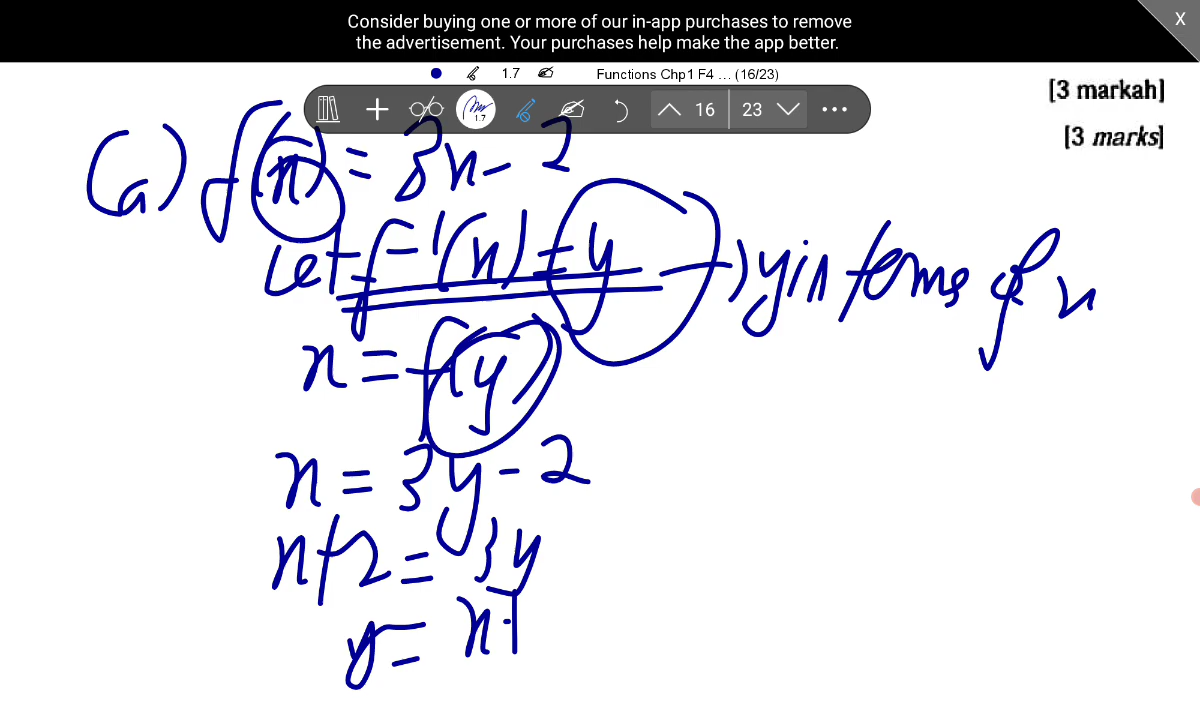 Consider buying one or more of our in-app purchases to remove
the advertisement. Your purchases help make the app better.
X
1.7 Functions Chp1 F4 ... (16/23)
1.7 16 23
[3 markah]
[3 marks]
(a) f(x) = 3x - 2
Let f⁻¹(x) = y → y in terms of x
x = f(y)
x = 3y - 2
x + 2 = 3y
y = x +